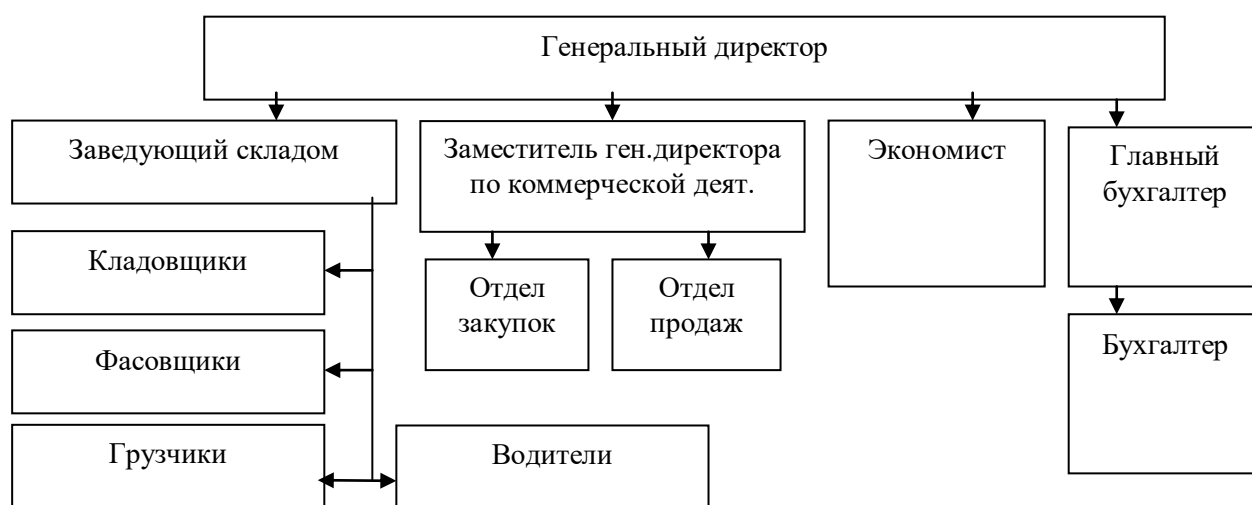 Генеральный директор
Заведующий складом
Заместитель ген.директора
по коммерческой деят.
Экономист
Главный
бухгалтер
Кладовщики
Отдел
закупок
Отдел
продаж
Бухгалтер
Фасовщики
Грузчики
Водители